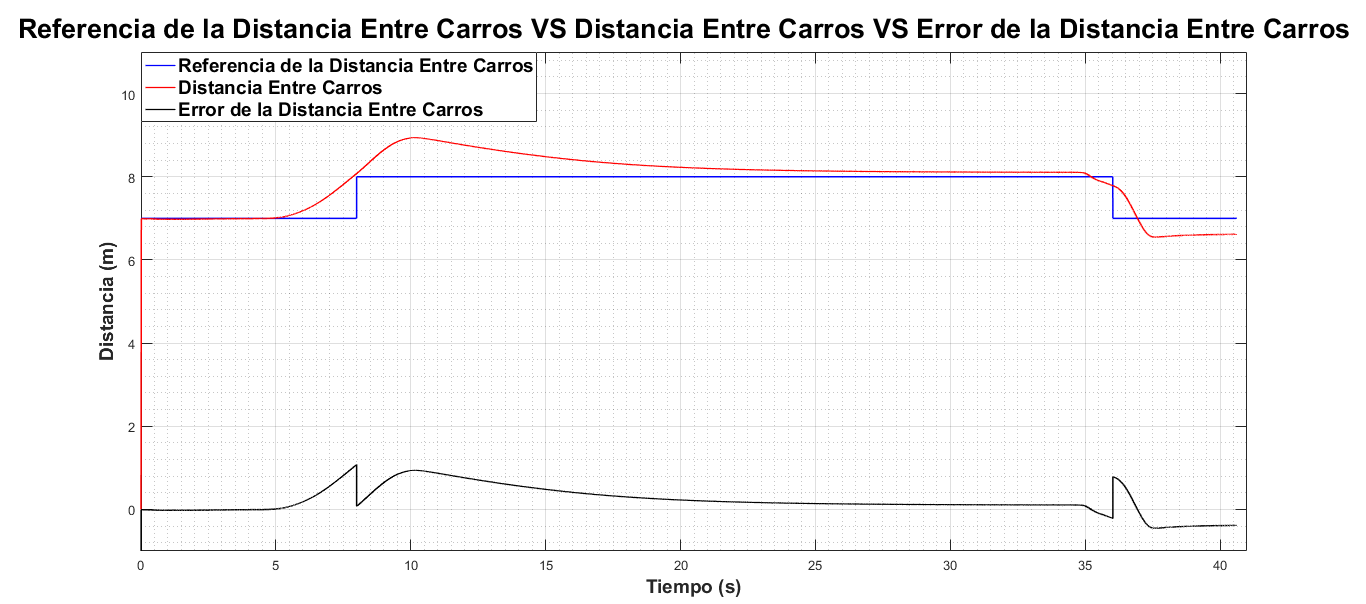 Referencia de la Distancia Entre Carros VS Distancia Entre Carros VS Error de la Distancia Entre Carros
Referencia de la Distancia Entre Carros
Distancia Entre Carros
Error de la Distancia Entre Carros
10
8
6
4
2
0
Distancia (m)
0 5 10 15 20 25 30 35 40
Tiempo (s)